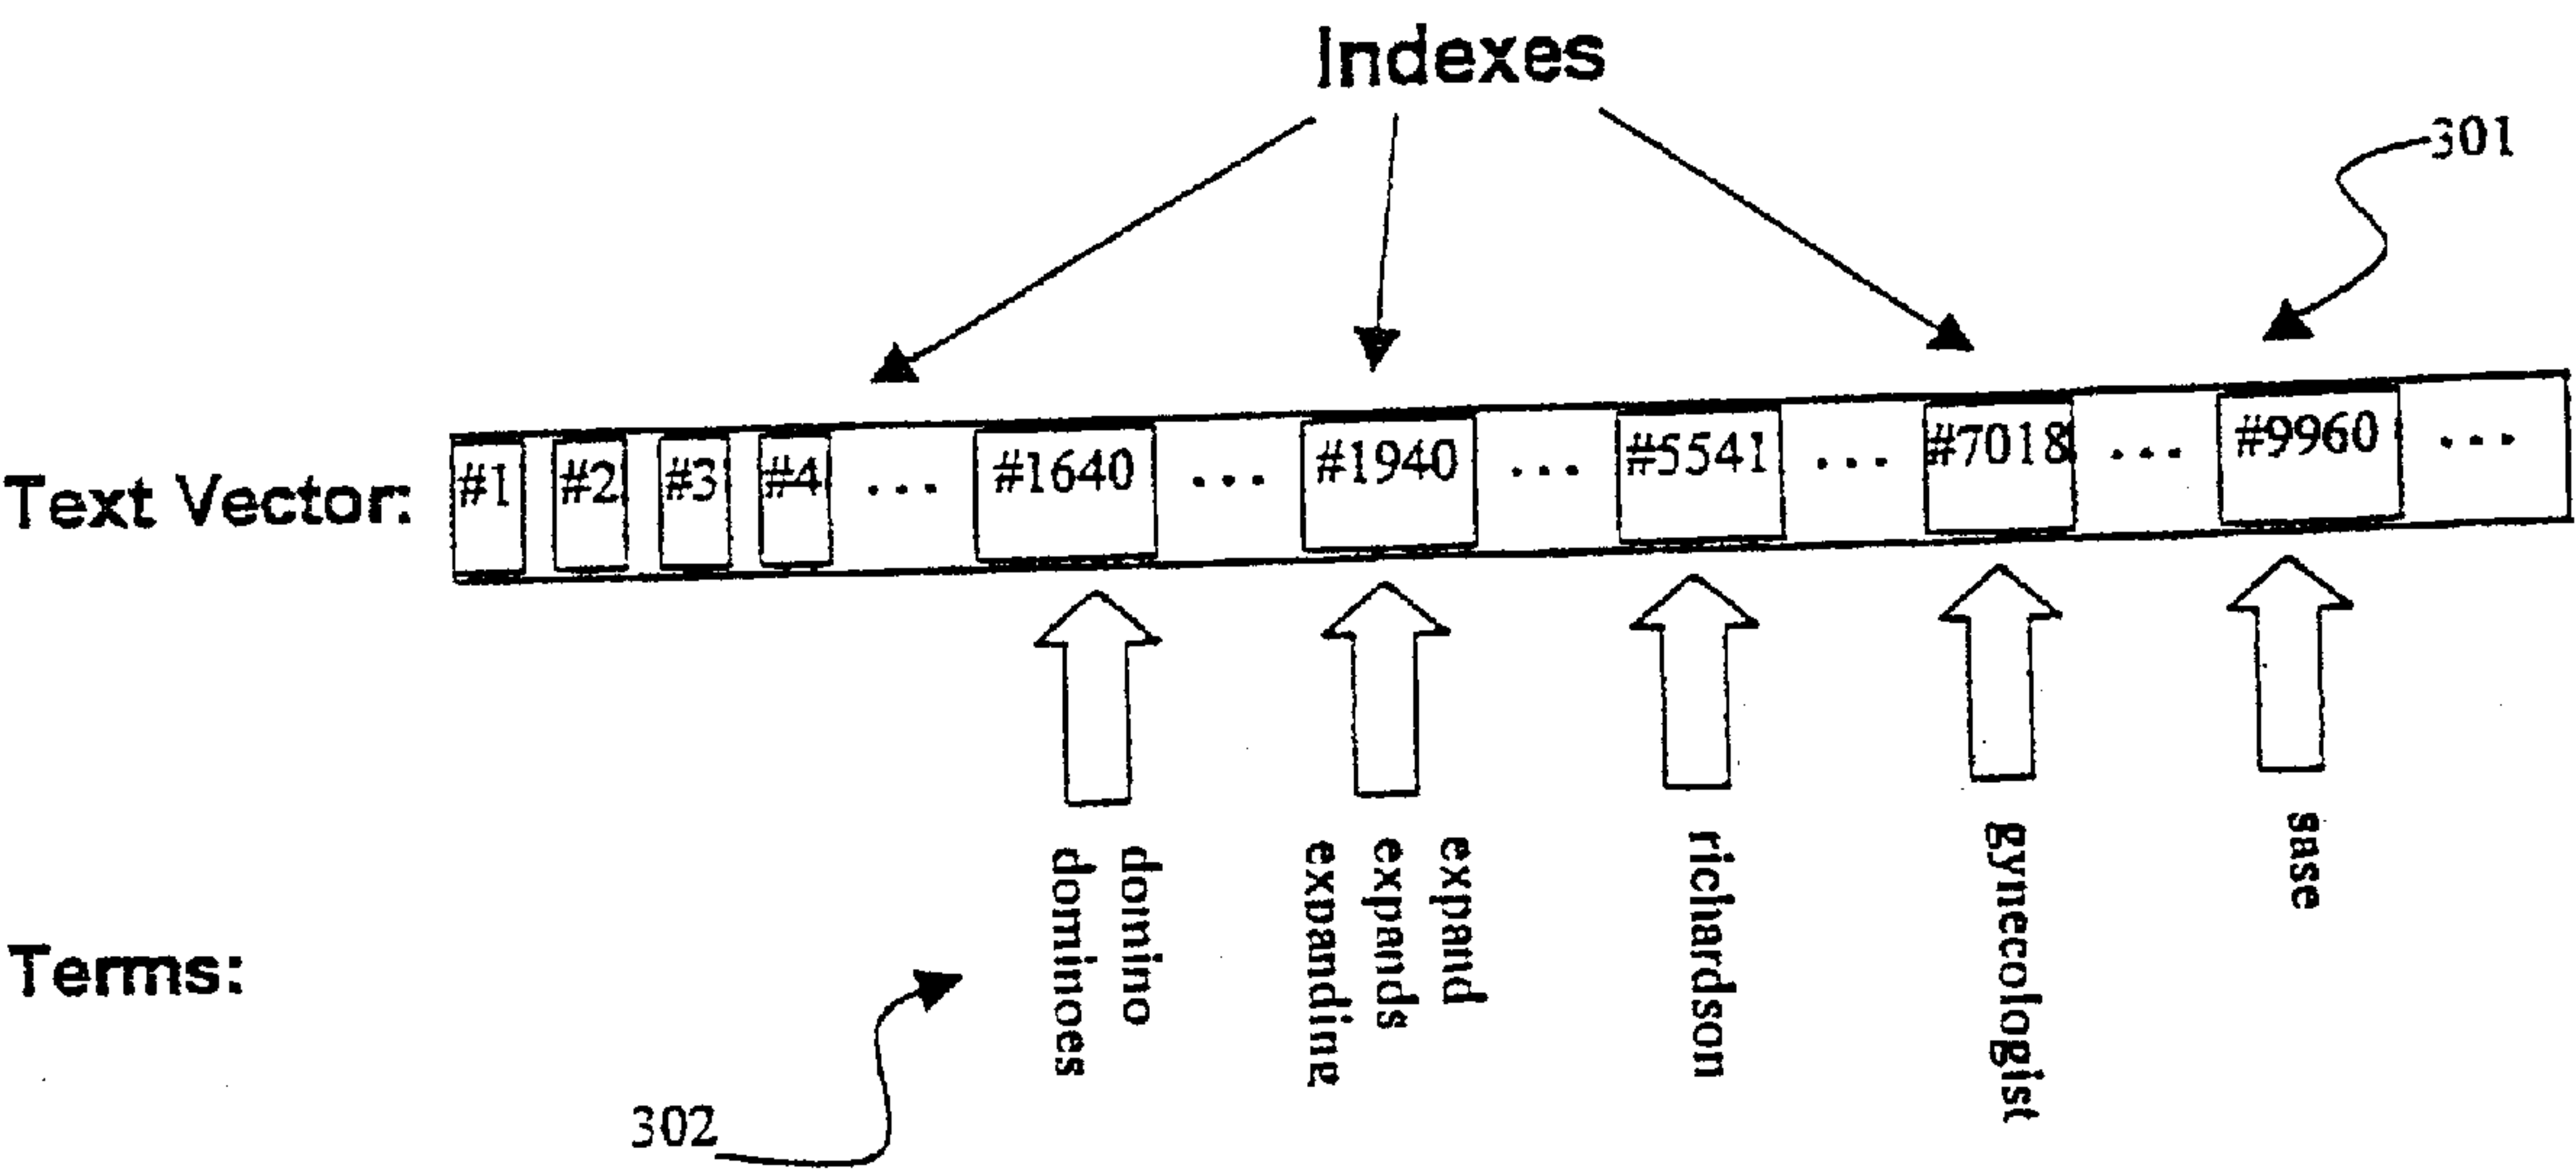 Indexes
301
Text Vector: #1 #2 #3 #4 ... #1640 ... #1940 ... #5541 ... #7018 ... #9960 ...
Terms:
domino
dominoes
expand
expands
expanding
richardson
gynecologist
sase
302